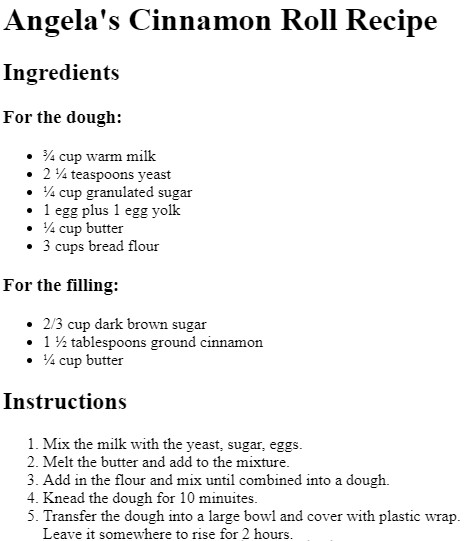 Angela's Cinnamon Roll Recipe
Ingredients
For the dough:
• ¾ cup warm milk
• 2 ¼ teaspoons yeast
• ¼ cup granulated sugar
• 1 egg plus 1 egg yolk
• ¼ cup butter
• 3 cups bread flour
For the filling:
• 2/3 cup dark brown sugar
• 1 ½ tablespoons ground cinnamon
• ¼ cup butter
Instructions
1. Mix the milk with the yeast, sugar, eggs.
2. Melt the butter and add to the mixture.
3. Add in the flour and mix until combined into a dough.
4. Knead the dough for 10 minuites.
5. Transfer the dough into a large bowl and cover with plastic wrap.
Leave it somewhere to rise for 2 hours.